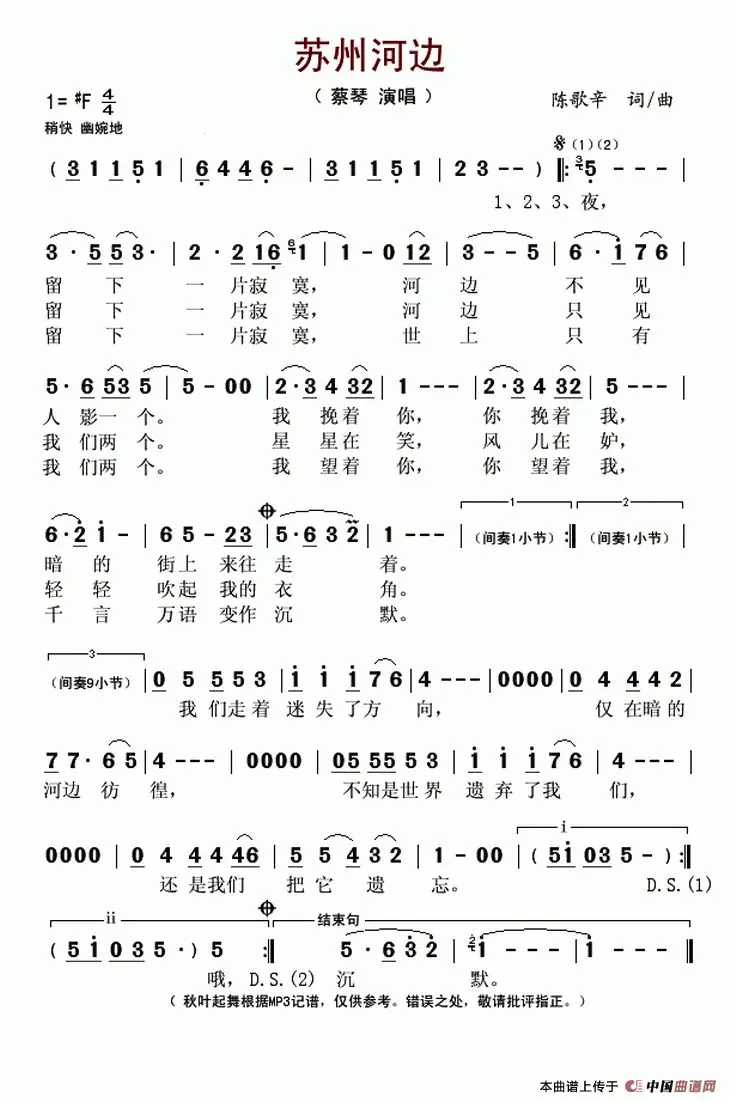 苏州河边
1=♯F 4/4 （蔡琴 演唱） 陈歌辛 词/曲
稍快 幽婉地
𝄋(1)(2)
( 3 1 1 5 1 | 6 4 4 6 - | 3 1 1 5 1 | 2 3 - - ) ‖: 5 - - - |
1、2、3、夜,
3 · 5 5 3 · | 2 · 2 1 6 1 | 1 - 0 1 2 | 3 - - 5 | 6 · 1 7 6 |
留 下 一 片寂 寞, 河 边 不 见
留 下 一 片寂 寞, 河 边 只 见
留 下 一 片寂 寞, 世 上 只 有
5 · 6 5 3 5 | 5 - 0 0 | 2 · 3 4 3 2 | 1 - - - | 2 · 3 4 3 2 | 5 - - - |
人 影一 个。 我 挽着 你, 你 挽着 我,
我 们两 个。 星 星在 笑, 风 儿在 妒,
我 们两 个。 我 望着 你, 你 望着 我,
6 · 2 1 - | 6 5 - 2 3 | 5 · 6 3 2 | 1 - - - | 1 (间奏1小节) :‖ 2 (间奏1小节) |
暗 的 街上 来往 走 着。
轻 轻 吹起 我的 衣 角。
千 言 万语 变作 沉 默。
3
(间奏9小节) | 0 5 5 5 3 | 1 1 1 7 6 | 4 - - - | 0 0 0 0 | 0 4 4 4 2 |
我 们走 着 迷 失 了方 向, 仅 在暗 的
7 7 · 6 5 | 4 - - - | 0 0 0 0 | 0 5 5 5 5 3 | 1 1 1 7 6 | 4 - - - |
河边 彷 徨, 不知是世 界 遗 弃 了我 们,
i
0 0 0 0 | 0 4 4 4 4 6 | 5 5 4 3 2 | 1 - 0 0 | ( 5 1 0 3 5 - ) :‖
还 是我们 把它 遗 忘。 D.S.(1)
ii 结束句
( 5 1 0 3 5 · ) 5 :‖ 5 · 6 3 2 | 2 1 - - - | 1 - - - ‖
哦, D.S.(2) 沉 默。
（ 秋叶起舞根据MP3记谱，仅供参考。错误之处，敬请批评指正。）
本曲谱上传于 中国曲谱网